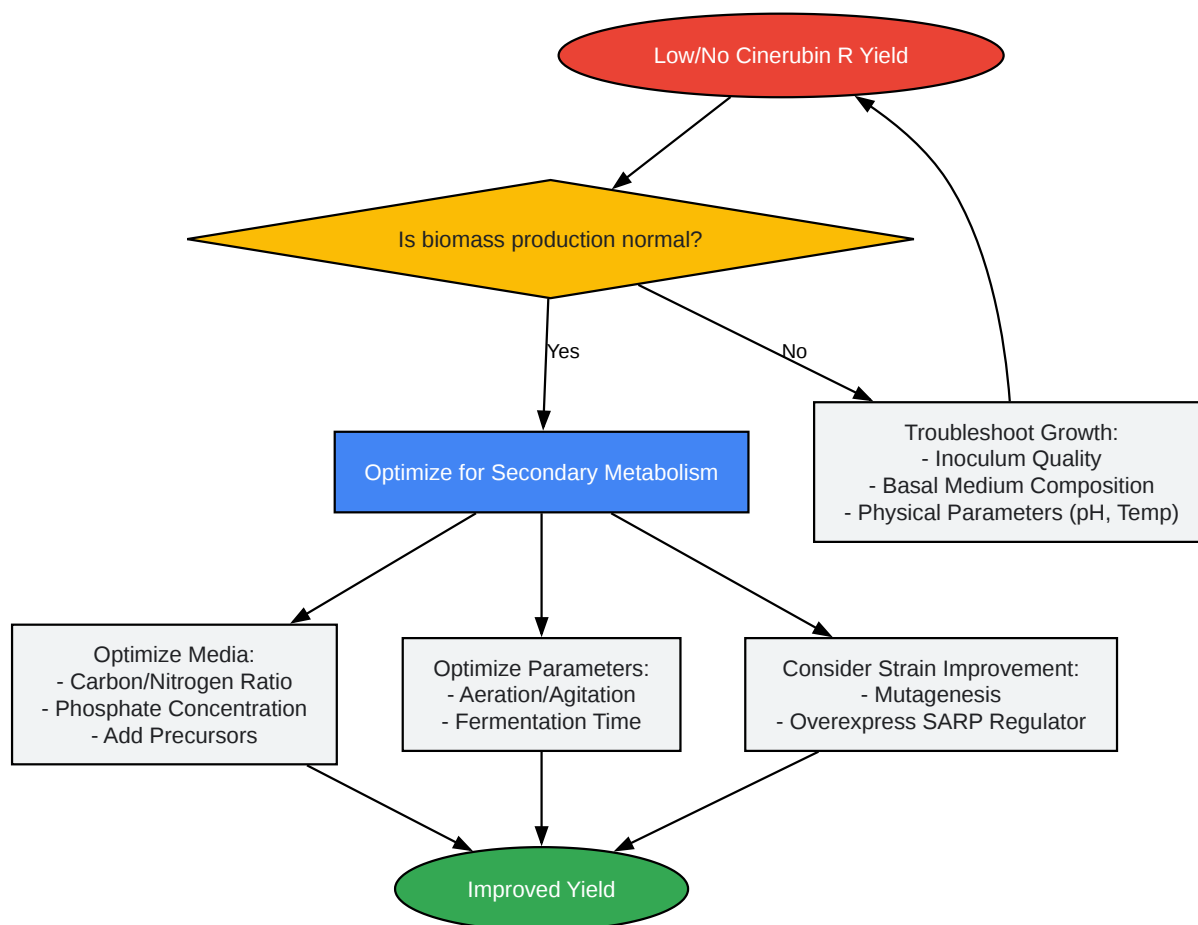 Low/No Cinerubin R Yield
Is biomass production normal?
Yes
No
Troubleshoot Growth:
- Inoculum Quality
- Basal Medium Composition
- Physical Parameters (pH, Temp)
Optimize for Secondary Metabolism
Optimize Media:
- Carbon/Nitrogen Ratio
- Phosphate Concentration
- Add Precursors
Optimize Parameters:
- Aeration/Agitation
- Fermentation Time
Consider Strain Improvement:
- Mutagenesis
- Overexpress SARP Regulator
Improved Yield